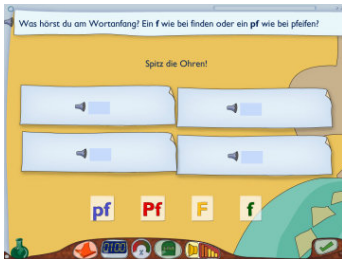 Was hörst du am Wortanfang? Ein f wie bei finden oder ein pf wie bei pfeifen?
Spitz die Ohren!
pf Pf F f